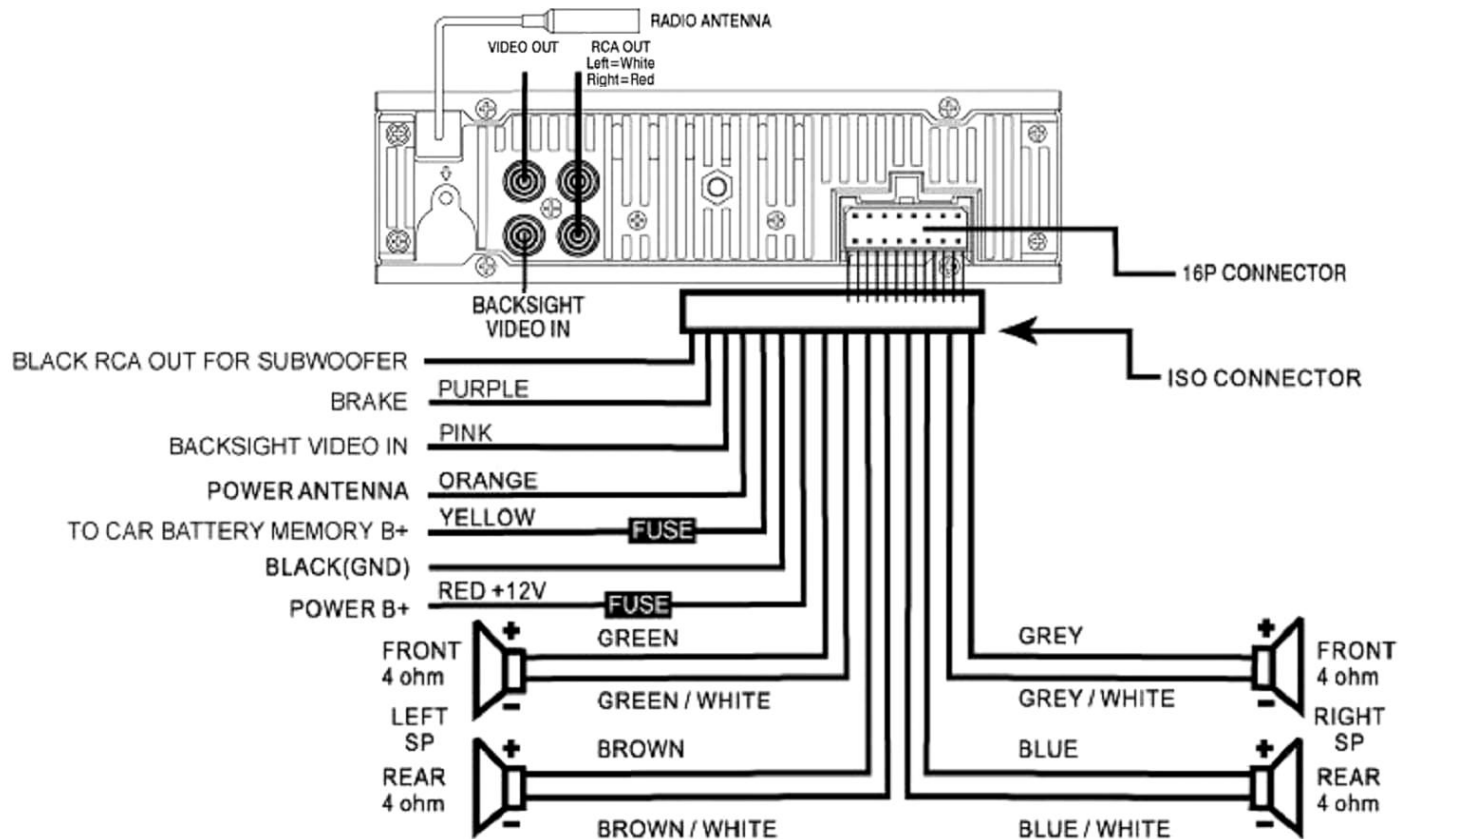 RADIO ANTENNA
VIDEO OUT
RCA OUT
Left=White
Right=Red
16P CONNECTOR
BACKSIGHT
VIDEO IN
ISO CONNECTOR
BLACK RCA OUT FOR SUBWOOFER
BRAKE PURPLE
BACKSIGHT VIDEO IN PINK
POWER ANTENNA ORANGE
TO CAR BATTERY MEMORY B+ YELLOW FUSE
BLACK(GND)
POWER B+ RED +12V FUSE
FRONT
4 ohm
+
-
GREEN
GREEN / WHITE
LEFT
SP
REAR
4 ohm
+
-
BROWN
BROWN / WHITE
GREY
GREY / WHITE
+
-
FRONT
4 ohm
RIGHT
SP
BLUE
BLUE / WHITE
+
-
REAR
4 ohm